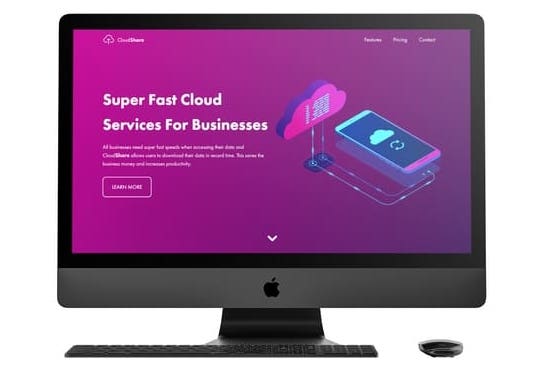 CloudShare
Features Pricing Contact
Super Fast Cloud
Services For Businesses
All businesses need super fast speeds when accessing their data and
CloudShare allows users to download their data in record time. This saves the
business money and increases productivity.
LEARN MORE